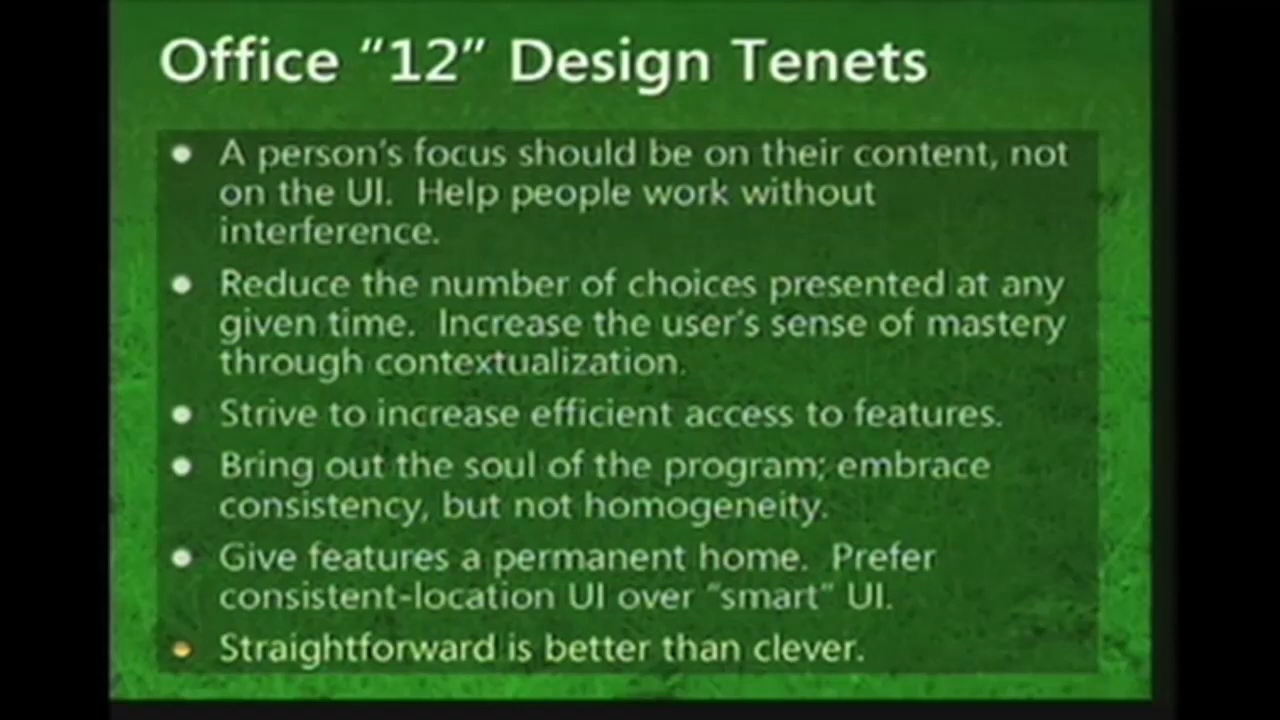 Office “12” Design Tenets
A person's focus should be on their content, not
on the UI. Help people work without
interference.
Reduce the number of choices presented at any
given time. Increase the user's sense of mastery
through contextualization.
Strive to increase efficient access to features.
Bring out the soul of the program; embrace
consistency, but not homogeneity.
Give features a permanent home. Prefer
consistent-location UI over “smart” UI.
Straightforward is better than clever.